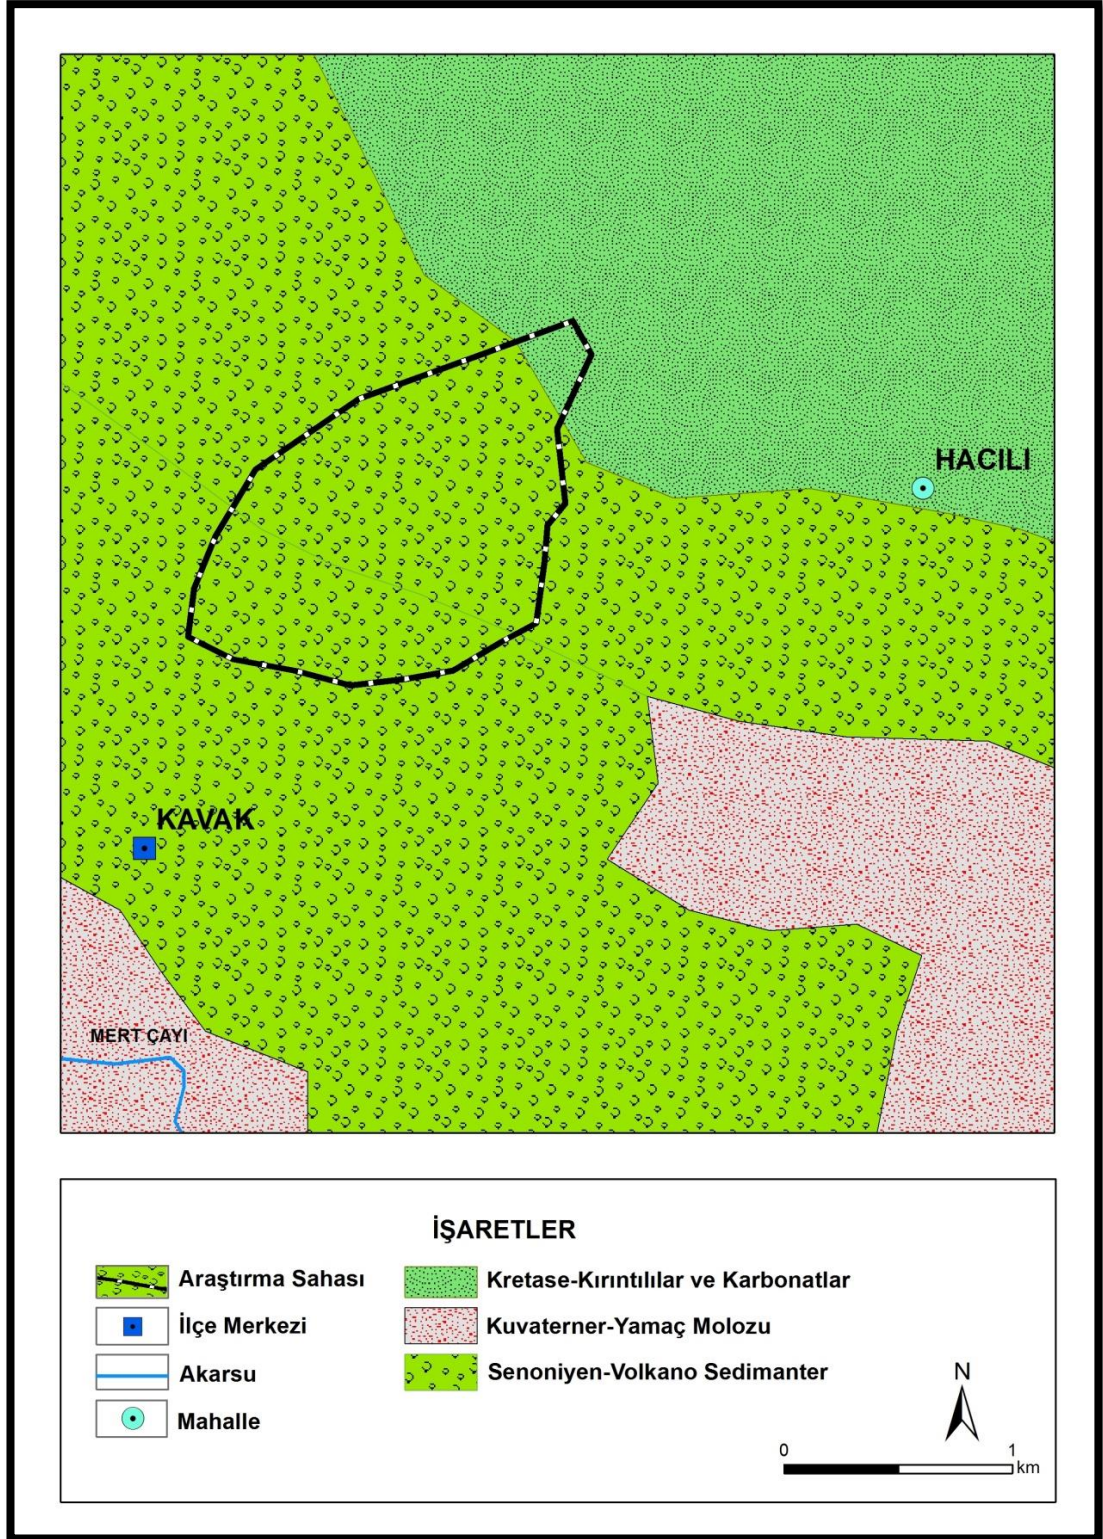 HACILI
KAVAK
MERT ÇAYI
İŞARETLER
Araştırma Sahası
İlçe Merkezi
Akarsu
Mahalle
Kretase-Kırıntılılar ve Karbonatlar
Kuvaterner-Yamaç Molozu
Senoniyen-Volkano Sedimanter
N
0 1
km